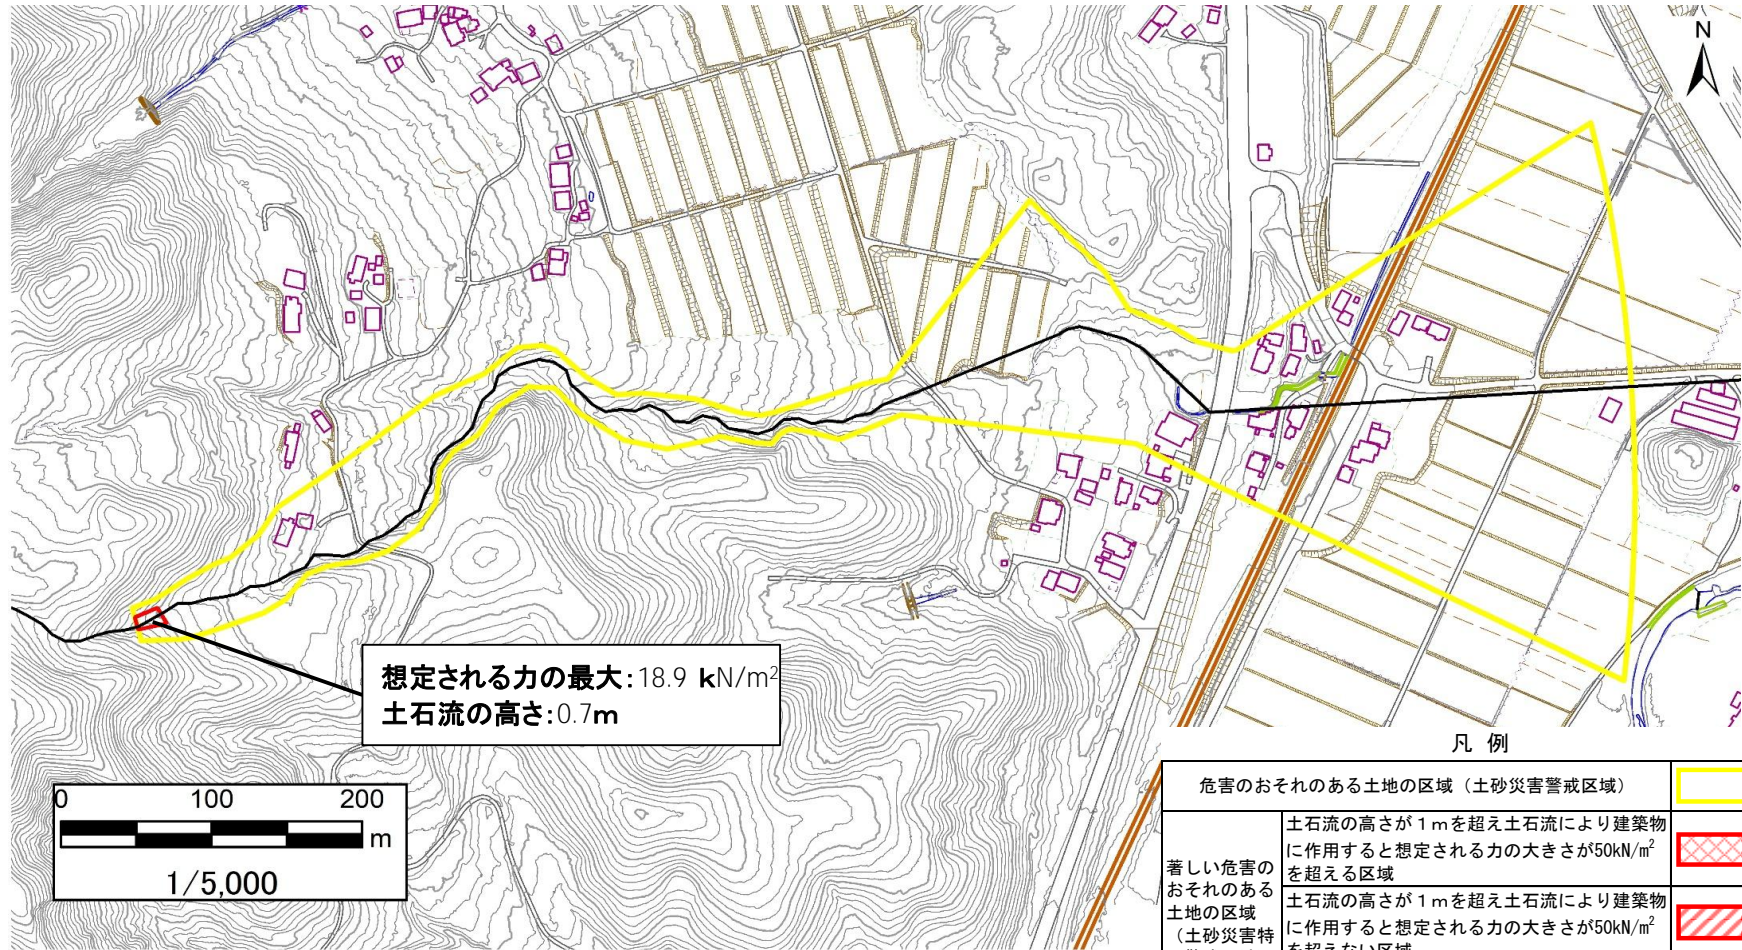 N
想定される力の最大:18.9 kN/m²
土石流の高さ:0.7m
0 100 200
m
1/5,000
凡 例
危害のおそれのある土地の区域（土砂災害警戒区域）
著しい危害の
おそれのある
土地の区域
（土砂災害特
土石流の高さが１ｍを超え土石流により建築物
に作用すると想定される力の大きさが50kN/m²
を超える区域
土石流の高さが１ｍを超え土石流により建築物
に作用すると想定される力の大きさが50kN/m²
を超えない区域